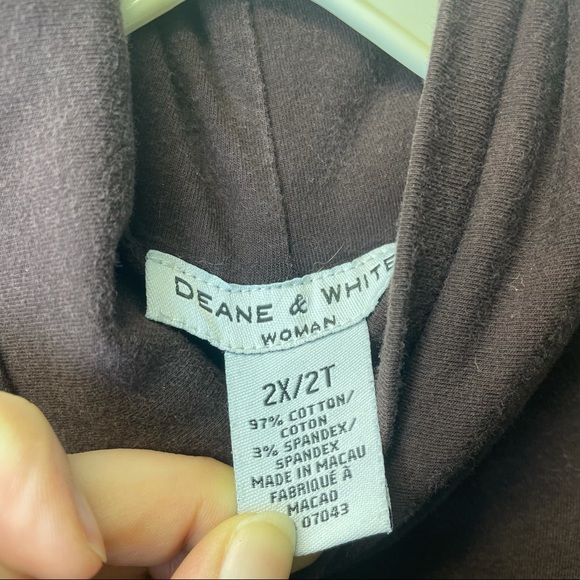 DEANE & WHITE
WOMAN
2X/2T
97% COTTON/
COTON
3% SPANDEX/
SPANDEX
MADE IN MACAU
FABRIQUÉ À
MACAO
07043